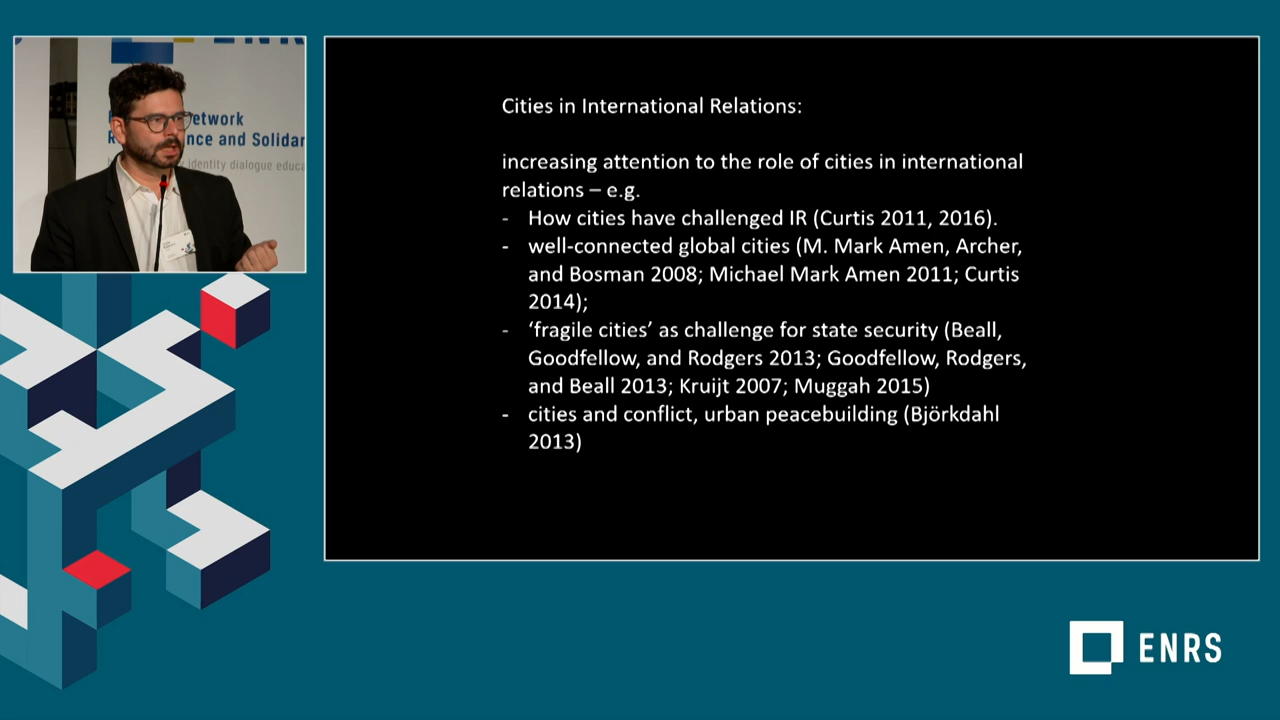 etwork
nce and Solidar
identity dialogue educa
Cities in International Relations:
increasing attention to the role of cities in international
relations – e.g.
- How cities have challenged IR (Curtis 2011, 2016).
- well-connected global cities (M. Mark Amen, Archer,
and Bosman 2008; Michael Mark Amen 2011; Curtis
2014);
- ‘fragile cities’ as challenge for state security (Beall,
Goodfellow, and Rodgers 2013; Goodfellow, Rodgers,
and Beall 2013; Kruijt 2007; Muggah 2015)
- cities and conflict, urban peacebuilding (Björkdahl
2013)
ENRS